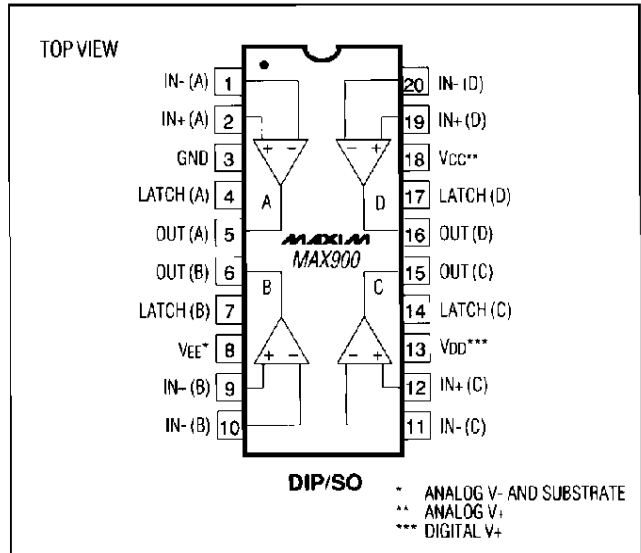 TOP VIEW
IN- (A) 1
IN+ (A) 2
GND 3
LATCH (A) 4
OUT (A) 5
OUT (B) 6
LATCH (B) 7
VEE* 8
IN- (B) 9
IN- (B) 10
20 IN- (D)
19 IN+ (D)
18 VCC**
17 LATCH (D)
16 OUT (D)
15 OUT (C)
14 LATCH (C)
13 VDD***
12 IN+ (C)
11 IN- (C)
+ -
- +
A
D
MAXIM
MAX900
B
C
+ -
- +
DIP/SO
* ANALOG V- AND SUBSTRATE
** ANALOG V+
*** DIGITAL V+